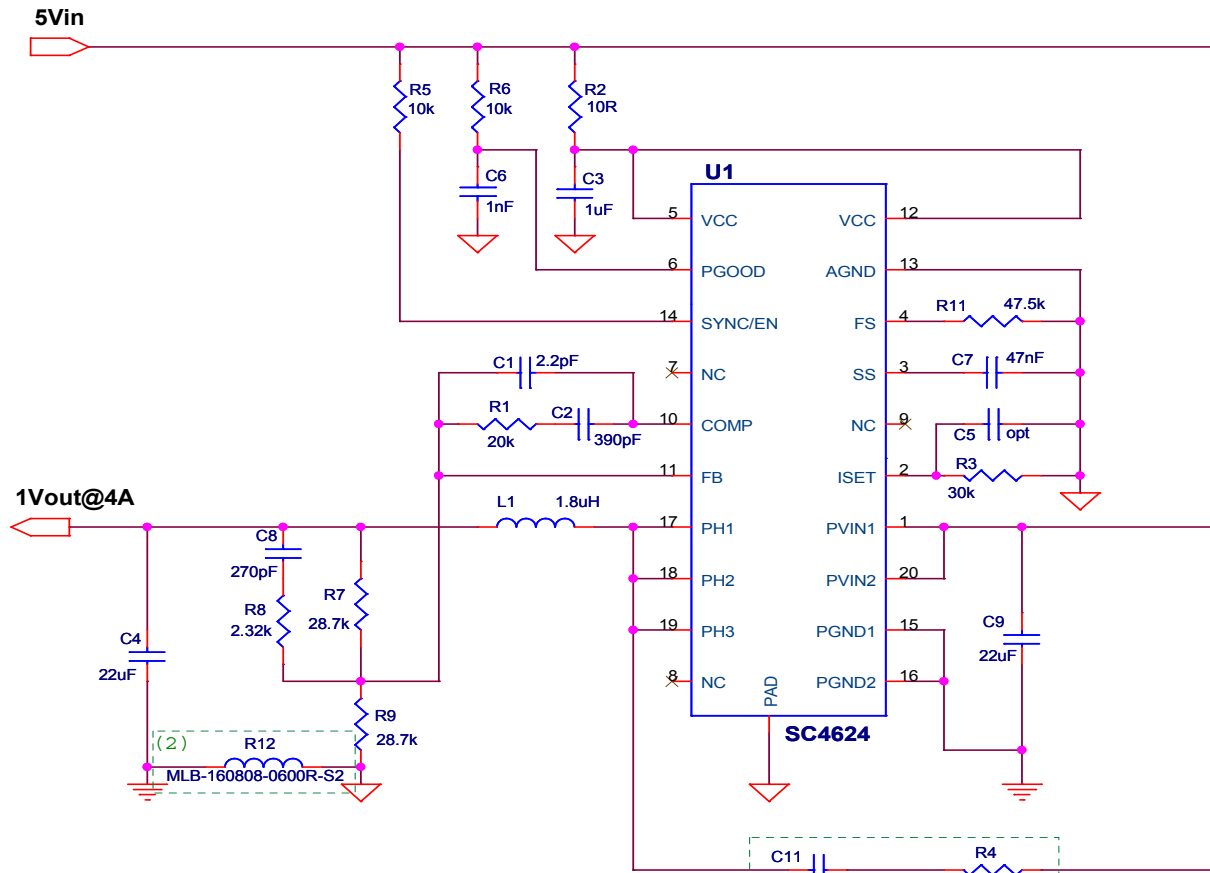 5Vin
R5
10k
R6
10k
R2
10R
C6
1nF
C3
1uF
U1
5
VCC
VCC
12
6
PGOOD
AGND
13
14
SYNC/EN
FS
4
R11
47.5k
7
NC
SS
3
C7
47nF
C1
2.2pF
R1
20k
C2
390pF
10
COMP
NC
9
C5
opt
11
FB
ISET
2
R3
30k
1Vout@4A
L1
1.8uH
17
PH1
PVIN1
1
18
PH2
PVIN2
20
19
PH3
PGND1
15
8
NC
PGND2
16
PAD
SC4624
C8
270pF
R8
2.32k
R7
28.7k
C4
22uF
C9
22uF
R9
28.7k
(2)
R12
MLB-160808-0600R-S2
C11
R4